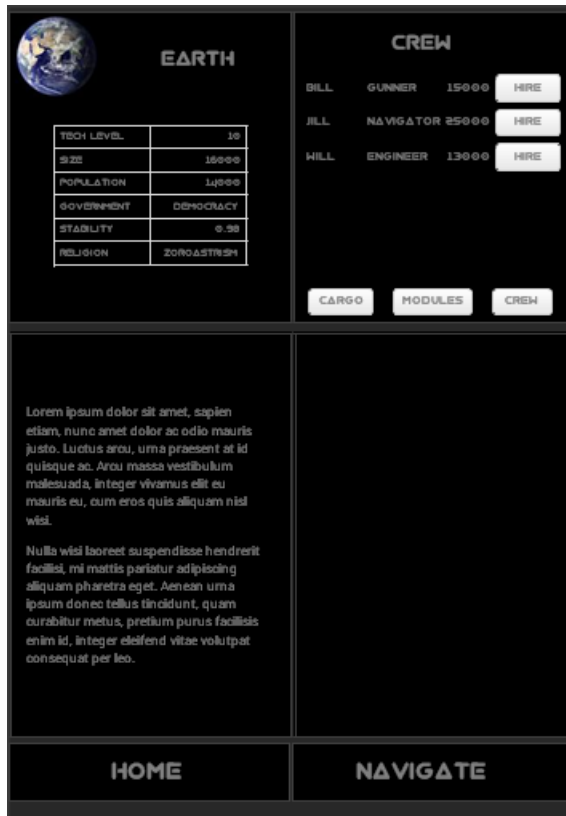 EARTH
TECH LEVEL 10
SIZE 16000
POPULATION 14000
GOVERNMENT DEMOCRACY
STABILITY 0.98
RELIGION ZOROASTRISM
CREW
BILL GUNNER 15000 HIRE
JILL NAVIGATOR 25000 HIRE
WILL ENGINEER 13000 HIRE
CARGO MODULES CREW
Lorem ipsum dolor sit amet, sapien
etiam, nunc amet dolor ac odio mauris
justo. Luctus arcu, urna praesent at id
quisque ac. Arcu massa vestibulum
malesuada, integer vivamus elit eu
mauris eu, cum eros quis aliquam nisl
wisi.
Nulla wisi laoreet suspendisse hendrerit
facilisi, mi mattis pariatur adipiscing
aliquam pharetra eget. Aenean urna
ipsum donec tellus tincidunt, quam
curabitur metus, pretium purus facilisis
enim id, integer eleifend vitae volutpat
consequat per leo.
HOME NAVIGATE